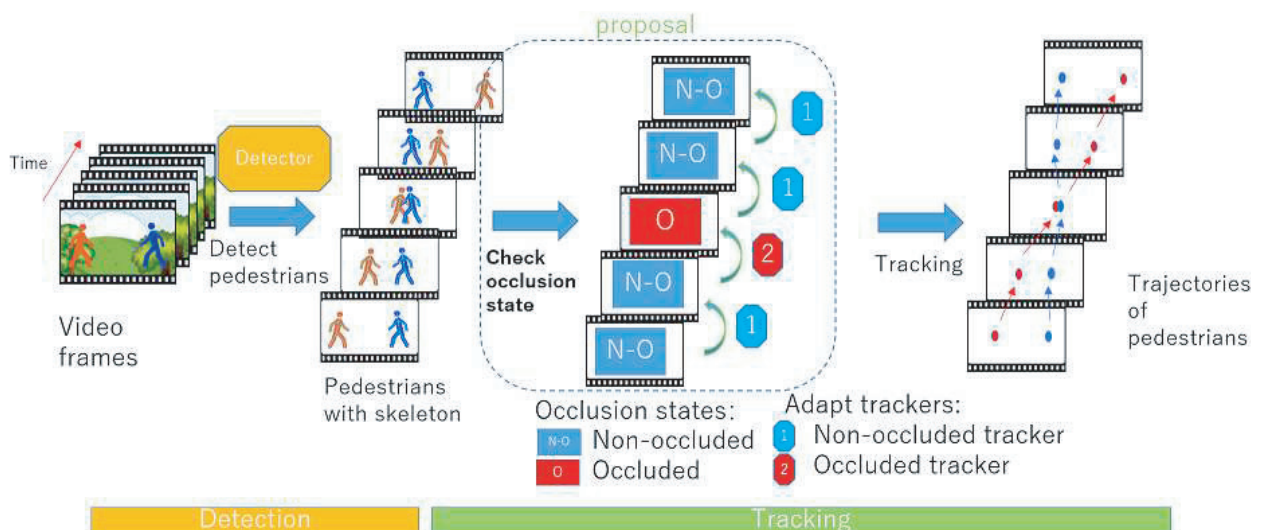 proposal
Time
Detector
Detect
pedestrians
Video
frames
Pedestrians
with skeleton
Check
occlusion
state
N-O
N-O
O
N-O
N-O
1
1
2
1
Tracking
Trajectories
of
pedestrians
Occlusion states:
N-O Non-occluded
O Occluded
Adapt trackers:
1 Non-occluded tracker
2 Occluded tracker
Detection
Tracking